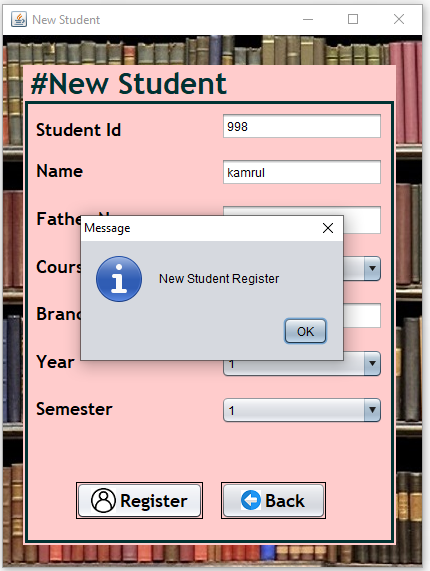 New Student
#New Student
Student Id 998
Name kamrul
Father
Message
New Student Register
OK
Year 1
Semester 1
Register Back